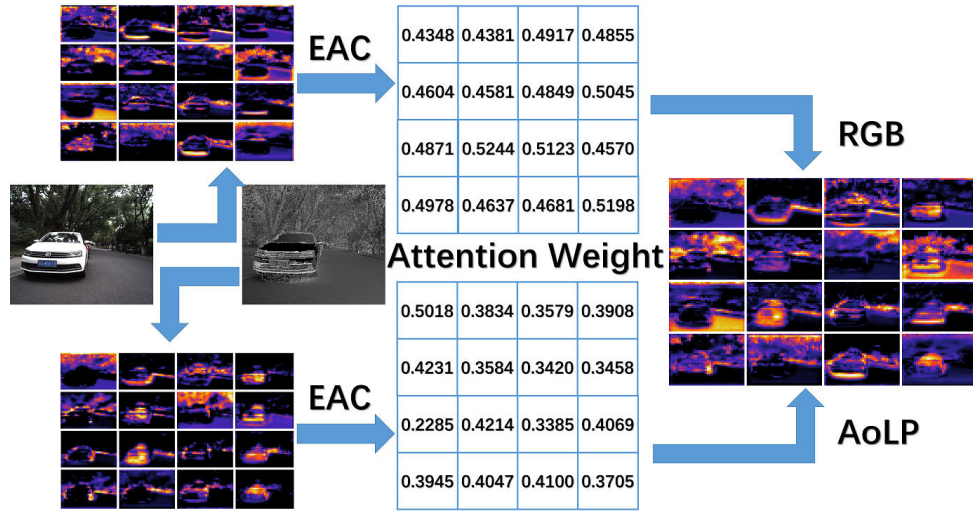 EAC
0.4348 0.4381 0.4917 0.4855
0.4604 0.4581 0.4849 0.5045
0.4871 0.5244 0.5123 0.4570
0.4978 0.4637 0.4681 0.5198
RGB
Attention Weight
EAC
0.5018 0.3834 0.3579 0.3908
0.4231 0.3584 0.3420 0.3458
0.2285 0.4214 0.3385 0.4069
0.3945 0.4047 0.4100 0.3705
AoLP